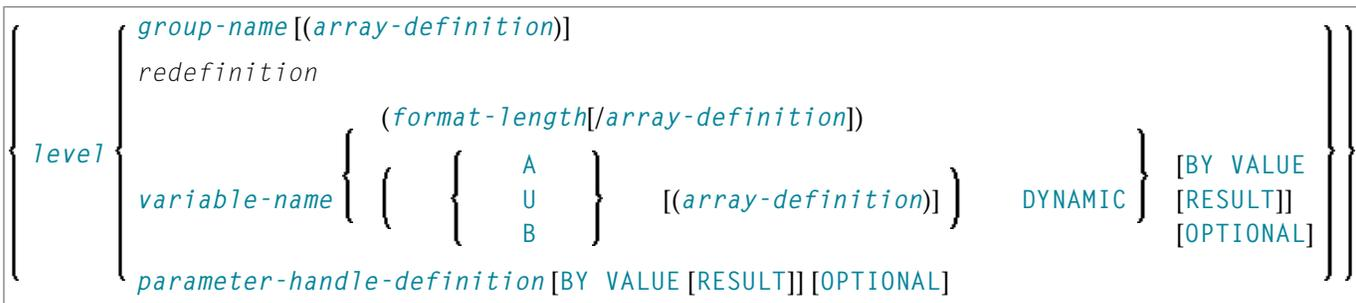 group-name [(array-definition)]
redefinition
(format-length[/array-definition])
level
variable-name
(
A
U
B
[(array-definition)] )
DYNAMIC
[BY VALUE
[RESULT]]
[OPTIONAL]
parameter-handle-definition [BY VALUE [RESULT]] [OPTIONAL]